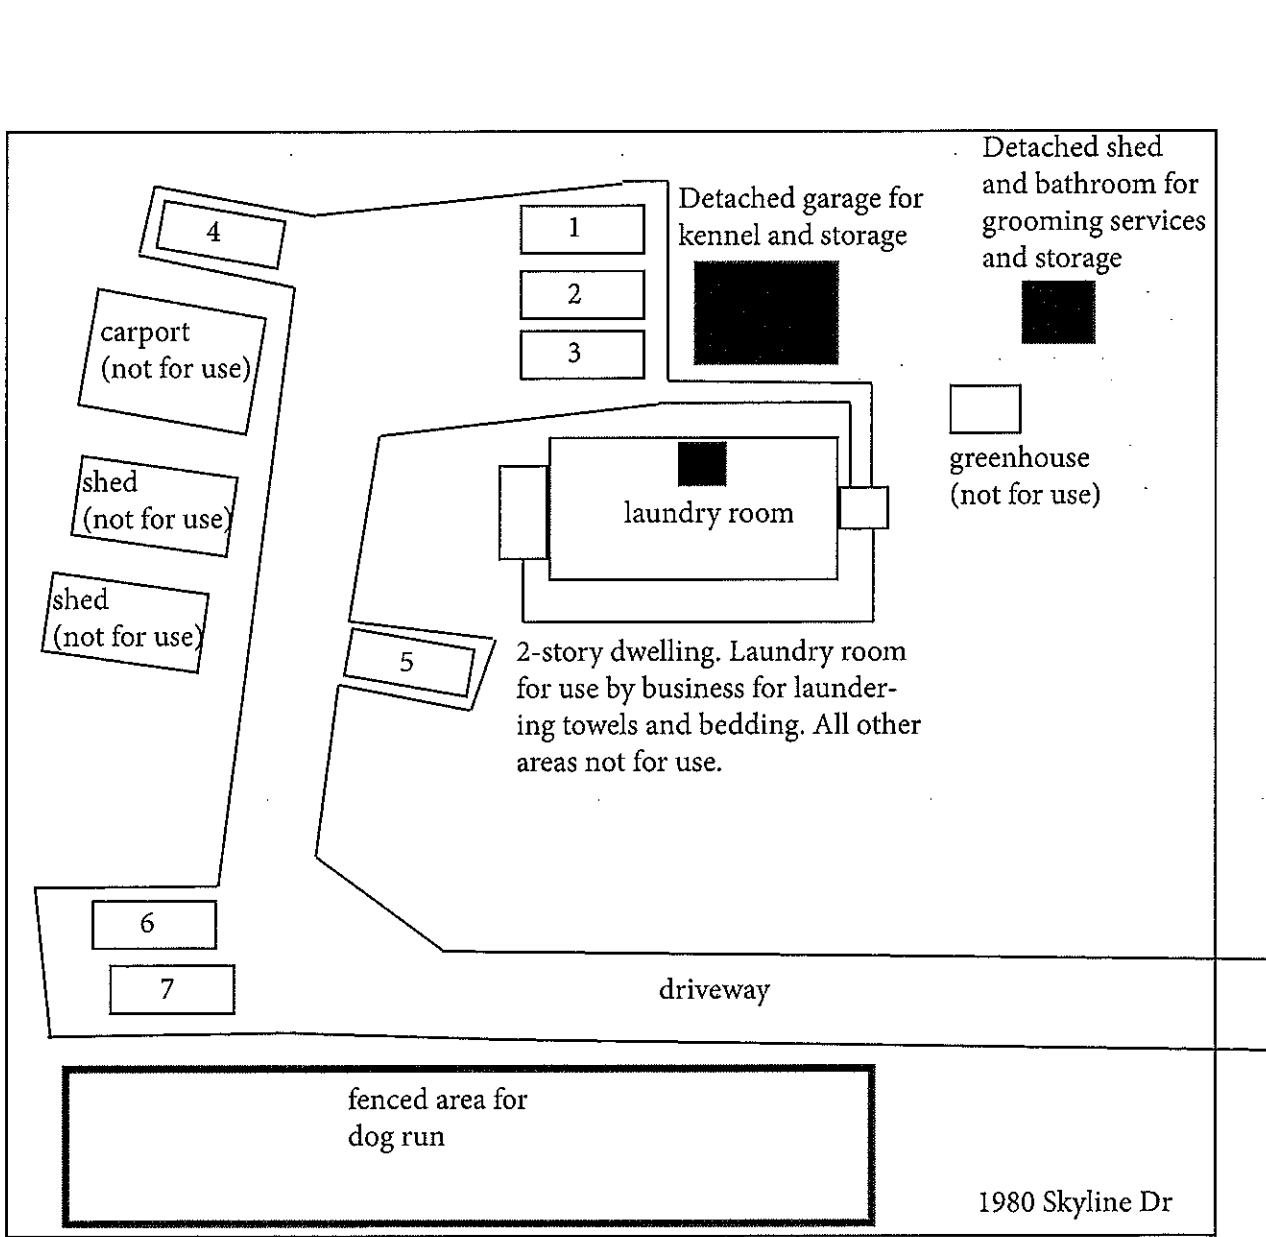 Detached shed
and bathroom for
grooming services
and storage
Detached garage for
kennel and storage
4
1
2
3
carport
(not for use)
greenhouse
(not for use)
shed
(not for use)
laundry room
shed
(not for use)
5
2-story dwelling. Laundry room
for use by business for launder-
ing towels and bedding. All other
areas not for use.
6
7
driveway
fenced area for
dog run
1980 Skyline Dr